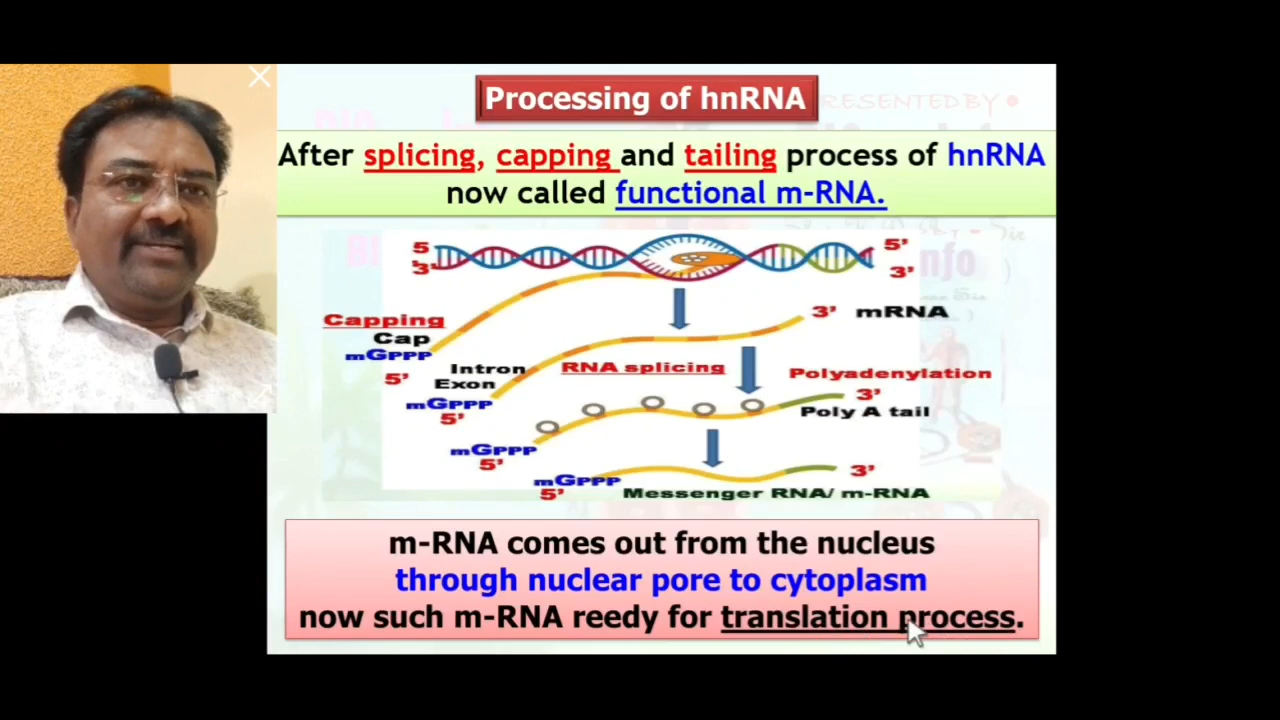 Processing of hnRNA
RESENTED BY •
After splicing, capping and tailing process of hnRNA
now called functional m-RNA.
5 5'
3' 3'
Capping
Cap
mGPPP
5'
3' mRNA
Intron
Exon
RNA splicing
mGPPP
5'
Polyadenylation
3'
Poly A tail
mGPPP
5'
mGPPP
5'
3'
Messenger RNA/ m-RNA
m-RNA comes out from the nucleus
through nuclear pore to cytoplasm
now such m-RNA reedy for translation process.